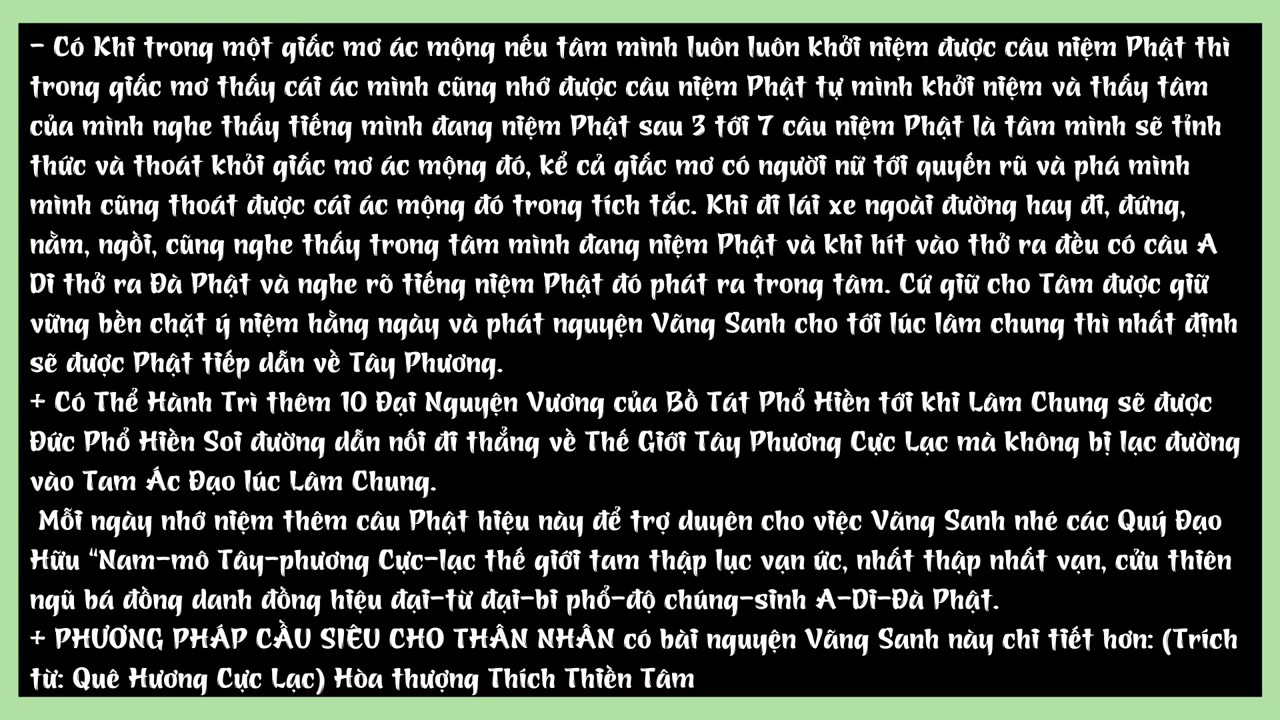 - Có Khi trong một giấc mơ ác mộng nếu tâm mình luôn luôn khởi niệm được câu niệm Phật thì
trong giấc mơ thấy cái ác mình cũng nhớ được câu niệm Phật tự mình khởi niệm và thấy tâm
của mình nghe thấy tiếng mình đang niệm Phật sau 3 tới 7 câu niệm Phật là tâm mình sẽ tỉnh
thức và thoát khỏi giấc mơ ác mộng đó, kể cả giấc mơ có người nữ tới quyến rũ và phá mình
mình cũng thoát được cái ác mộng đó trong tích tắc. Khi đi lái xe ngoài đường hay đi, đứng,
nằm, ngồi, cũng nghe thấy trong tâm mình đang niệm Phật và khi hít vào thở ra đều có câu A
Di thở ra Đà Phật và nghe rõ tiếng niệm Phật đó phát ra trong tâm. Cứ giữ cho Tâm được giữ
vững bền chặt ý niệm hằng ngày và phát nguyện Vãng Sanh cho tới lúc lâm chung thì nhất định
sẽ được Phật tiếp dẫn về Tây Phương.
+ Có Thể Hành Trì thêm 10 Đại Nguyện Vương của Bồ Tát Phổ Hiền tới khi Lâm Chung sẽ được
Đức Phổ Hiền Soi đường dẫn nối đi thẳng về Thế Giới Tây Phương Cực Lạc mà không bị lạc đường
vào Tam Ác Đạo lúc Lâm Chung.
Mỗi ngày nhớ niệm thêm câu Phật hiệu này để trợ duyên cho việc Vãng Sanh nhé các Quý Đạo
Hữu "Nam-mô Tây-phương Cực-lạc thế giới tam thập lục vạn ức, nhất thập nhất vạn, cửu thiên
ngũ bá đồng danh đồng hiệu đại-từ đại-bi phổ-độ chúng-sinh A-Di-Đà Phật.
+ PHƯƠNG PHÁP CẦU SIÊU CHO THÂN NHÂN có bài nguyện Vãng Sanh này chi tiết hơn: (Trích
từ: Quê Hương Cực Lạc) Hòa thượng Thích Thiền Tâm